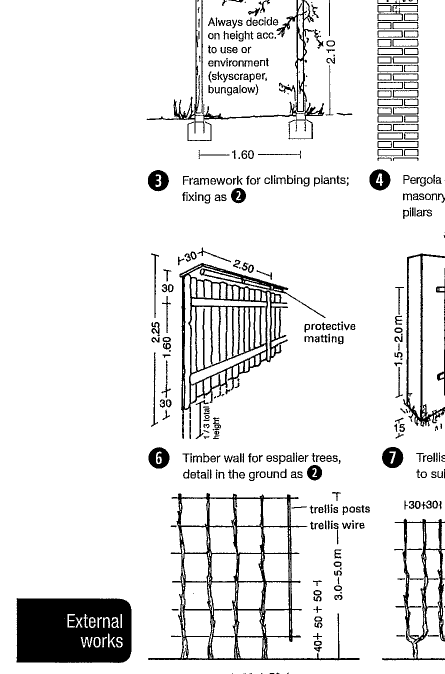 Always decide
on height acc.
to use or
environment
(skyscraper,
bungalow)
2.10
1.60
3 Framework for climbing plants;
fixing as 2
4 Pergola
masonry
pillars
30
2.50
30
2.25
1.60
30
1/3 total
height
protective
matting
1.5–2.0 m
15
6 Timber wall for espalier trees,
detail in the ground as 2
7 Trellis
to su
trellis posts
trellis wire
3.0–5.0 m
40+ 50 + 50
30+30
External
works